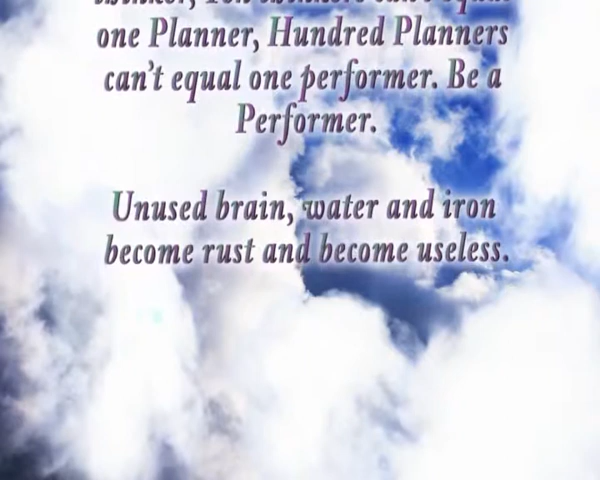 one Planner, Hundred Planners
can't equal one performer. Be a
Performer.
Unused brain, water and iron
become rust and become useless.